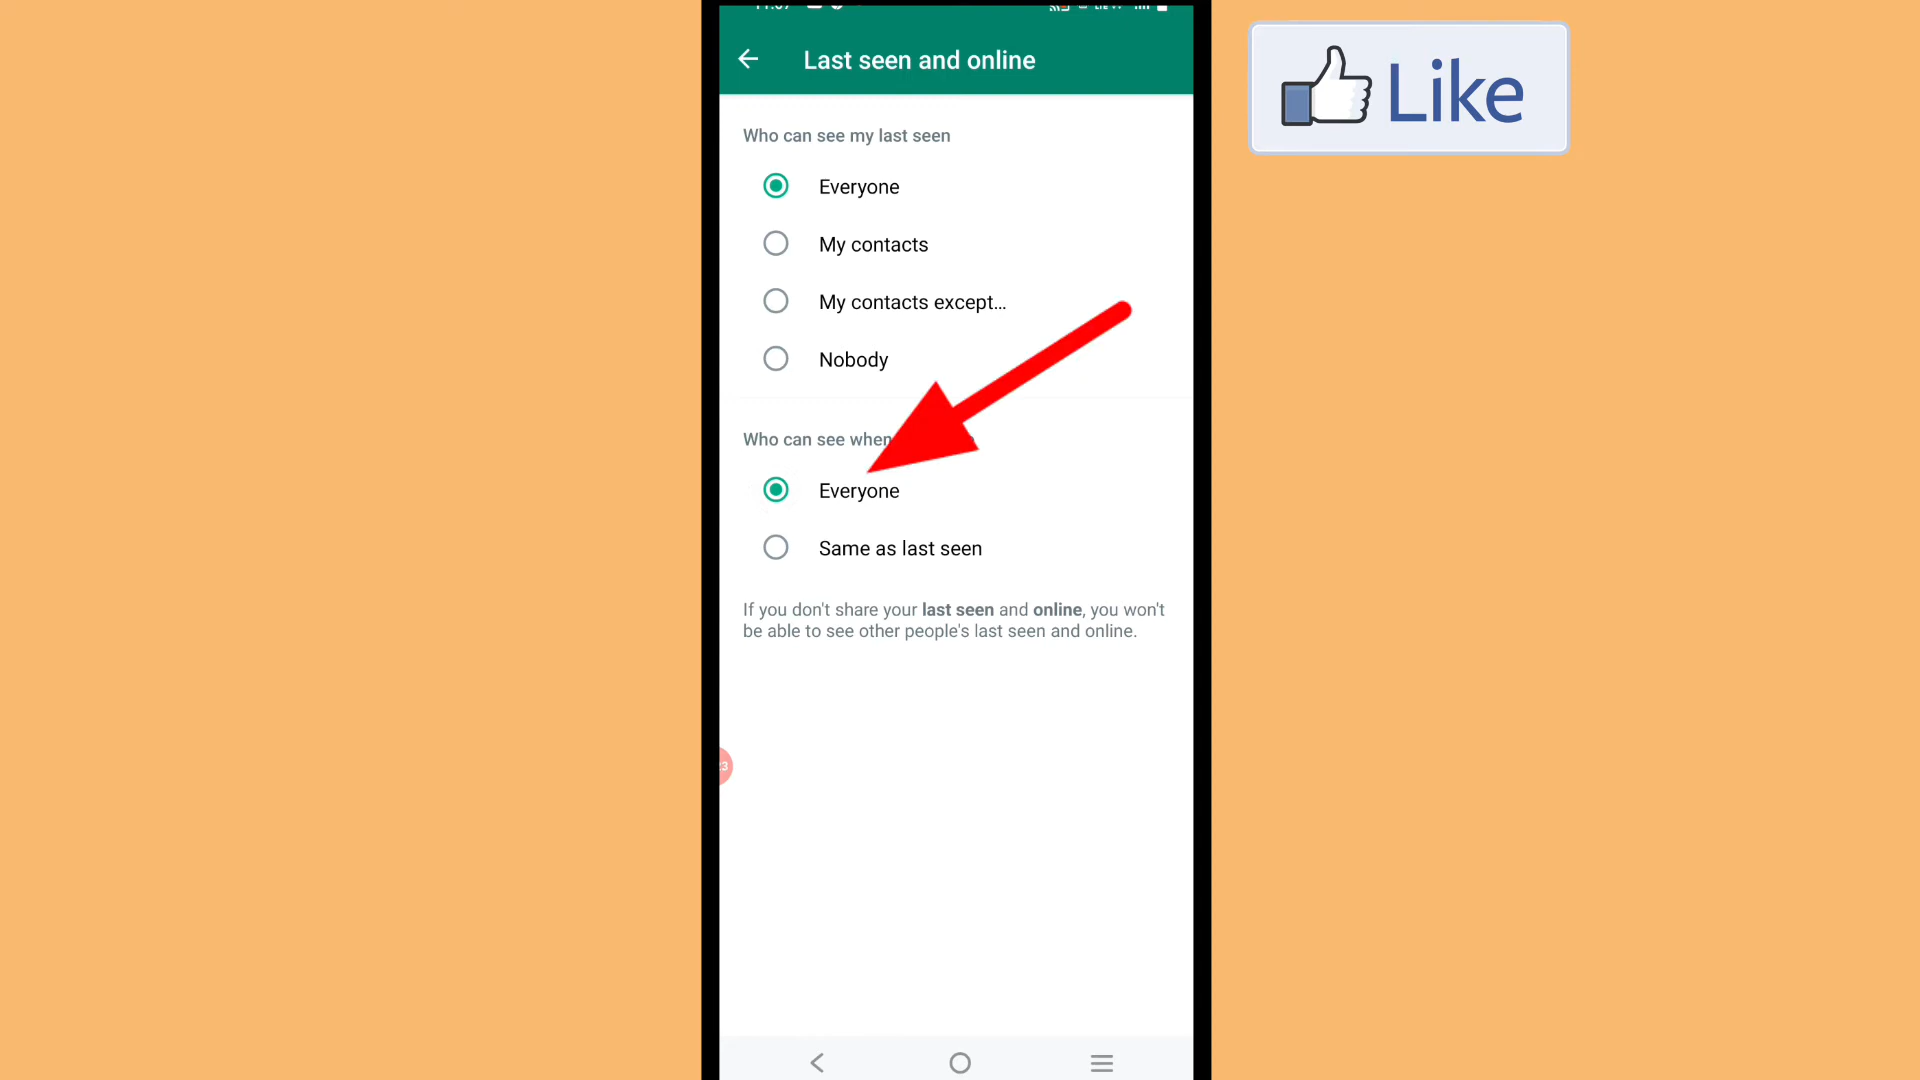 Last seen and online
Like
Who can see my last seen
Everyone
My contacts
My contacts except...
Nobody
Who can see when
Everyone
Same as last seen
If you don't share your last seen and online, you won't
be able to see other people's last seen and online.